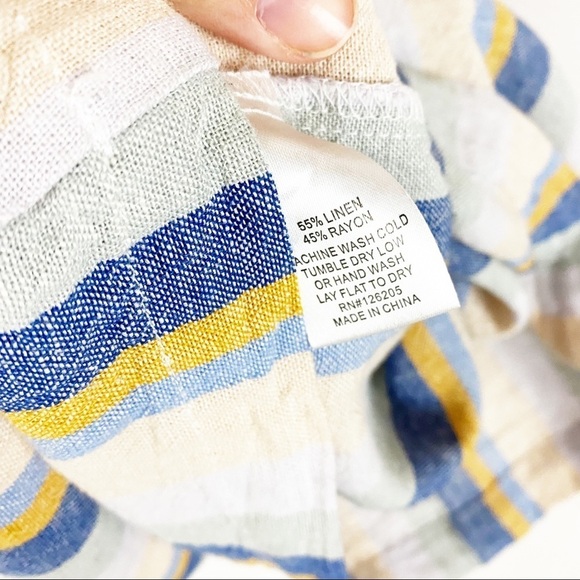 55% LINEN
45% RAYON
ACHINE WASH COLD
TUMBLE DRY LOW
OR HAND WASH
LAY FLAT TO DRY
RN#126205
MADE IN CHINA